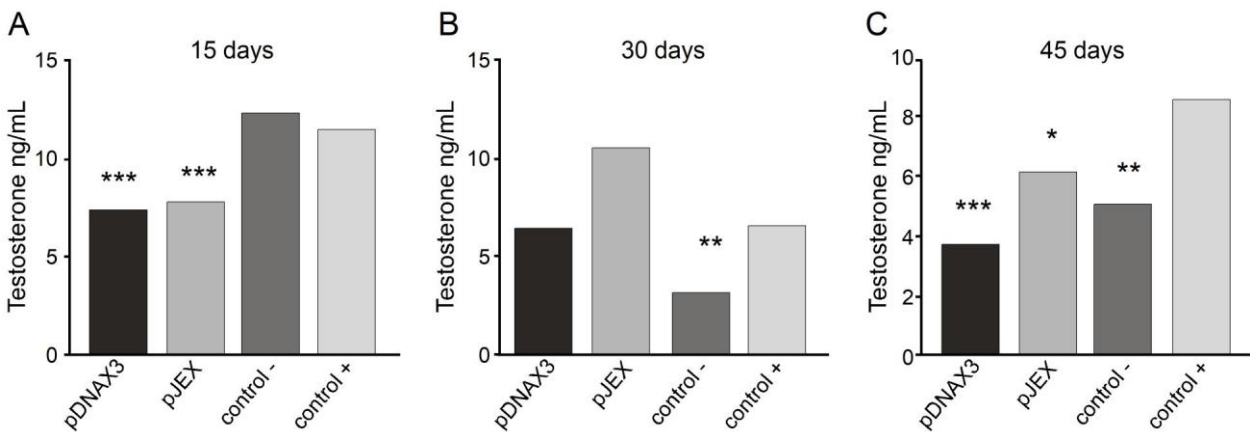 A
15 days
Testosterone ng/mL
15
10
5
0
***
***
pDNAX3
pJEX
control -
control +
B
30 days
Testosterone ng/mL
15
10
5
0
**
pDNAX3
pJEX
control -
control +
C
45 days
Testosterone ng/mL
10
8
6
4
2
0
***
*
**
pDNAX3
pJEX
control -
control +